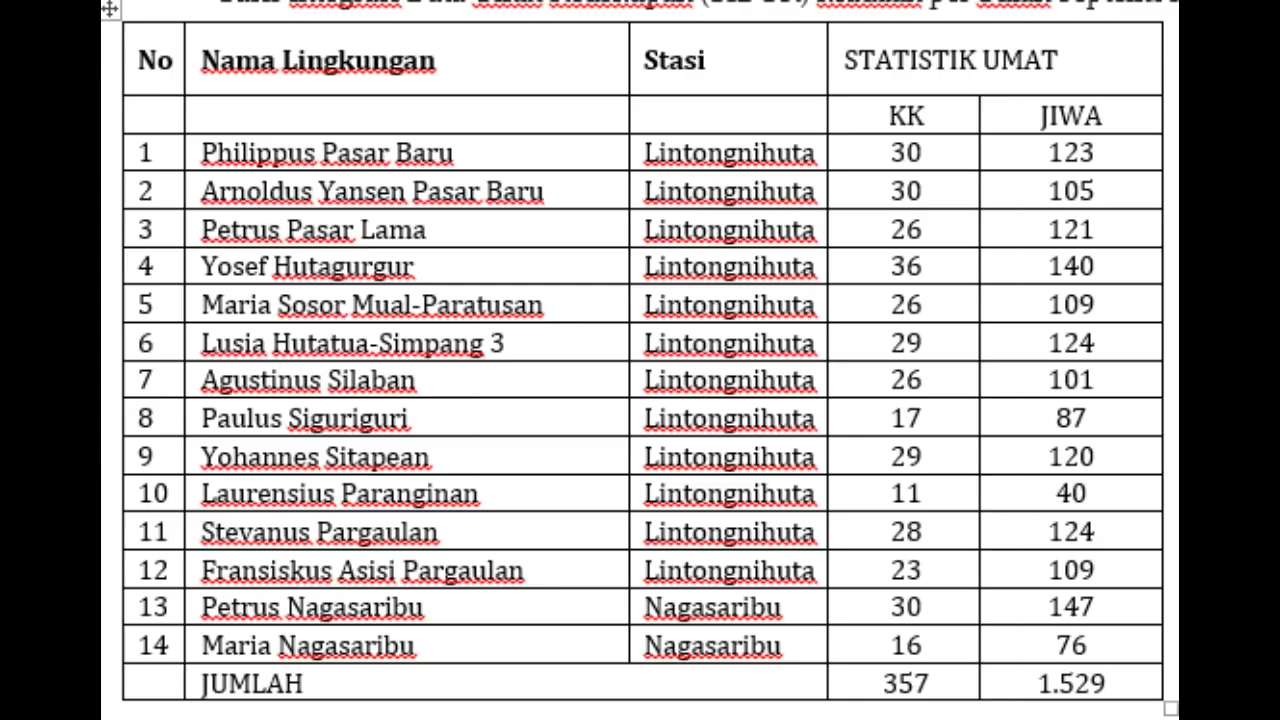 No Nama Lingkungan Stasi STATISTIK UMAT
KK JIWA
1 Philippus Pasar Baru Lintongnihuta 30 123
2 Arnoldus Yansen Pasar Baru Lintongnihuta 30 105
3 Petrus Pasar Lama Lintongnihuta 26 121
4 Yosef Hutagurgur Lintongnihuta 36 140
5 Maria Sosor Mual-Paratusan Lintongnihuta 26 109
6 Lusia Hutatua-Simpang 3 Lintongnihuta 29 124
7 Agustinus Silaban Lintongnihuta 26 101
8 Paulus Siguriguri Lintongnihuta 17 87
9 Yohannes Sitapean Lintongnihuta 29 120
10 Laurensius Paranginan Lintongnihuta 11 40
11 Stevanus Pargaulan Lintongnihuta 28 124
12 Fransiskus Asisi Pargaulan Lintongnihuta 23 109
13 Petrus Nagasaribu Nagasaribu 30 147
14 Maria Nagasaribu Nagasaribu 16 76
JUMLAH 357 1.529